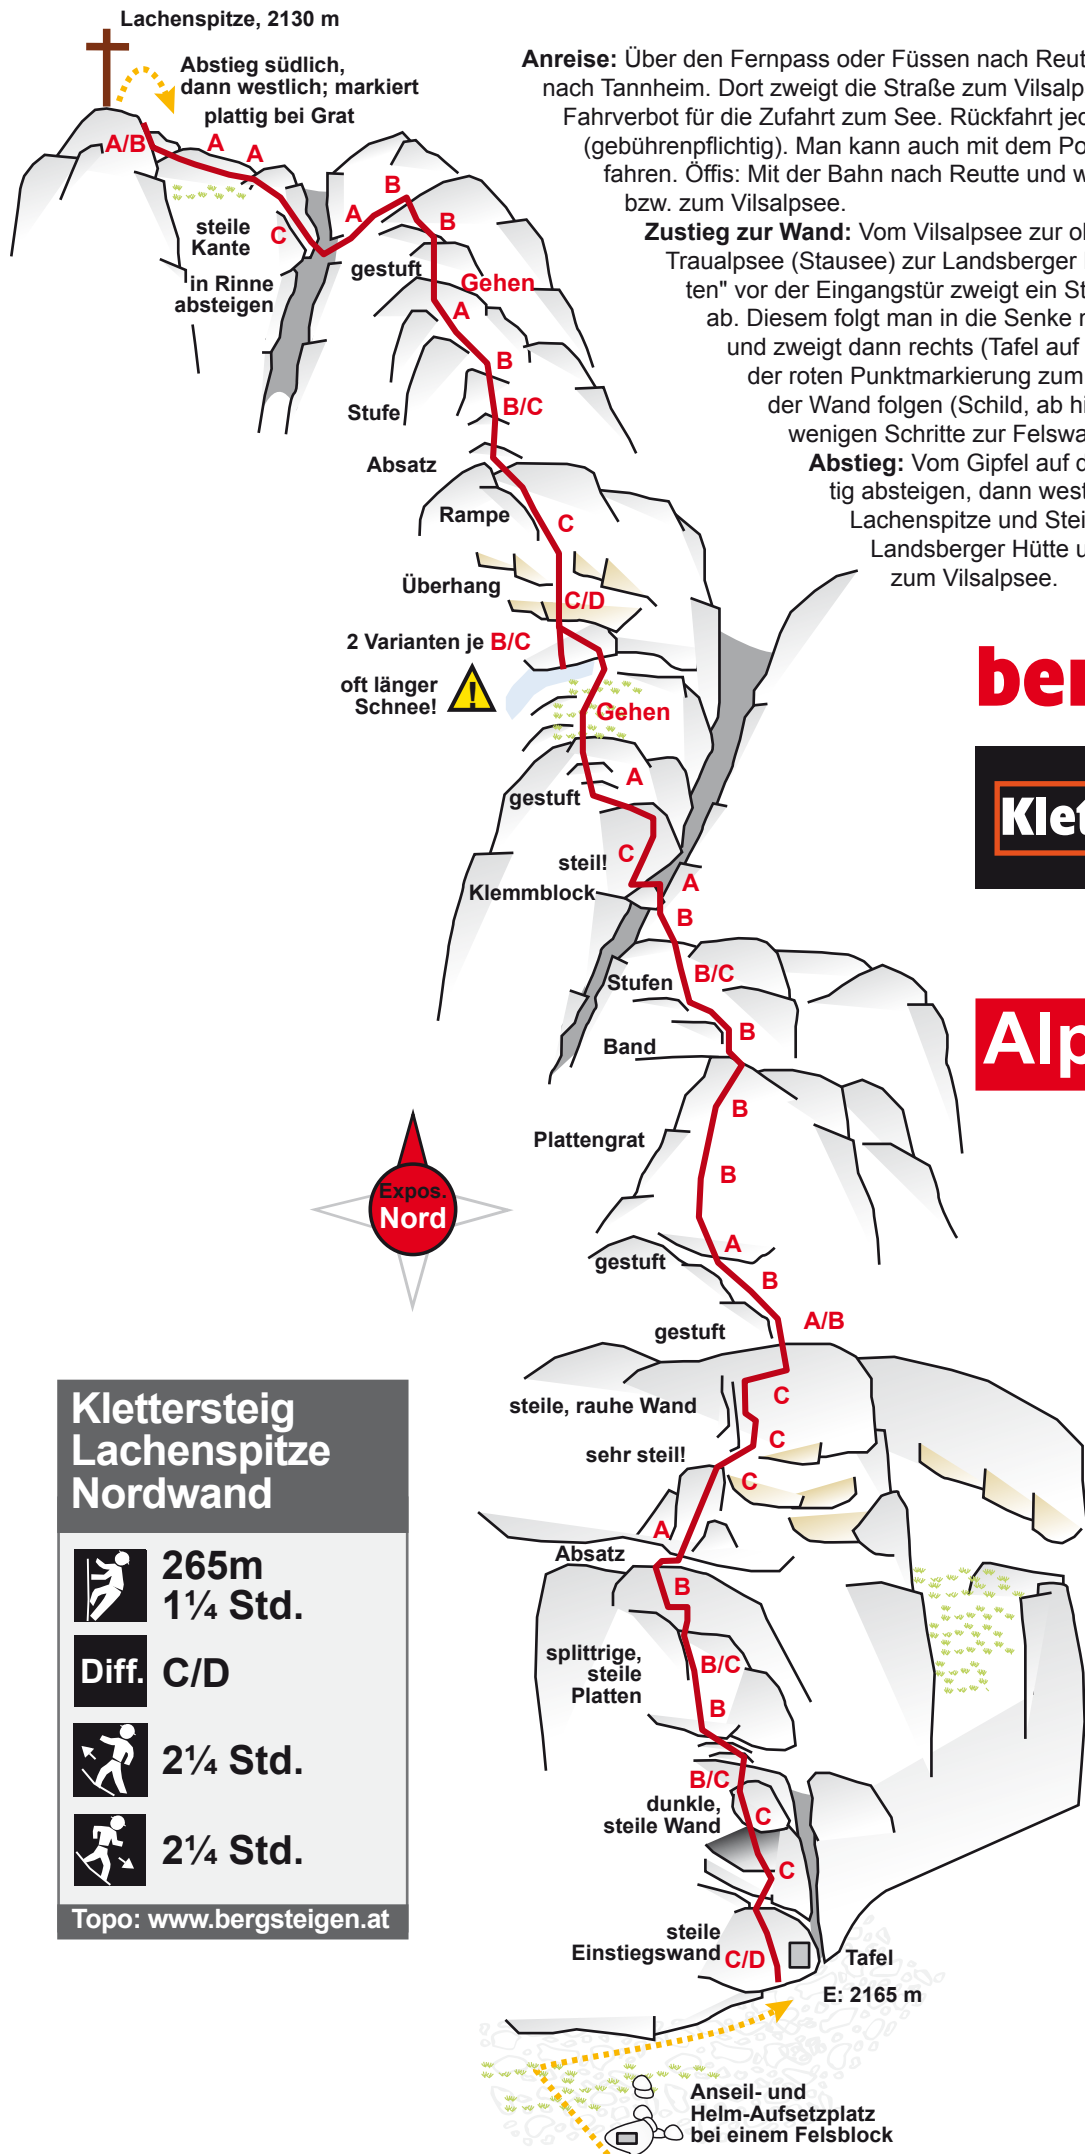 Lachenspitze, 2130 m
Abstieg südlich,
dann westlich; markiert
plattig bei Grat
A/B
A
A
steile
Kante
C
in Rinne
absteigen
A
B
B
gestuft
Gehen
A
B
Stufe
B/C
Absatz
Rampe
C
Überhang
C/D
2 Varianten je B/C
oft länger
Schnee!
!
Gehen
A
gestuft
C
steil!
A
Klemmblock
B
B/C
Stufen
B
Band
B
Plattengrat
B
A
gestuft
B
A/B
gestuft
C
steile, rauhe Wand
C
sehr steil!
C
A
Absatz
B
splittrige,
steile
Platten
B/C
B
B/C
dunkle,
steile Wand
C
C
steile
Einstiegswand
C/D
Tafel
E: 2165 m
Anseil- und
Helm-Aufsetzplatz
bei einem Felsblock
Anreise: Über den Fernpass oder Füssen nach Reut
nach Tannheim. Dort zweigt die Straße zum Vilsalp
Fahrverbot für die Zufahrt zum See. Rückfahrt jed
(gebührenpflichtig). Man kann auch mit dem Po
fahren. Öffis: Mit der Bahn nach Reutte und w
bzw. zum Vilsalpsee.
Zustieg zur Wand: Vom Vilsalpsee zur ob
Traualpsee (Stausee) zur Landsberger
ten" vor der Eingangstür zweigt ein St
ab. Diesem folgt man in die Senke
und zweigt dann rechts (Tafel auf
der roten Punktmarkierung zum
der Wand folgen (Schild, ab hi
wenigen Schritte zur Felswa
Abstieg: Vom Gipfel auf d
tig absteigen, dann west
Lachenspitze und Stei
Landsberger Hütte u
zum Vilsalpsee.
ber
Klet
Alp
Expos.
Nord
Klettersteig
Lachenspitze
Nordwand
265m
1¼ Std.
Diff. C/D
2¼ Std.
2¼ Std.
Topo: www.bergsteigen.at